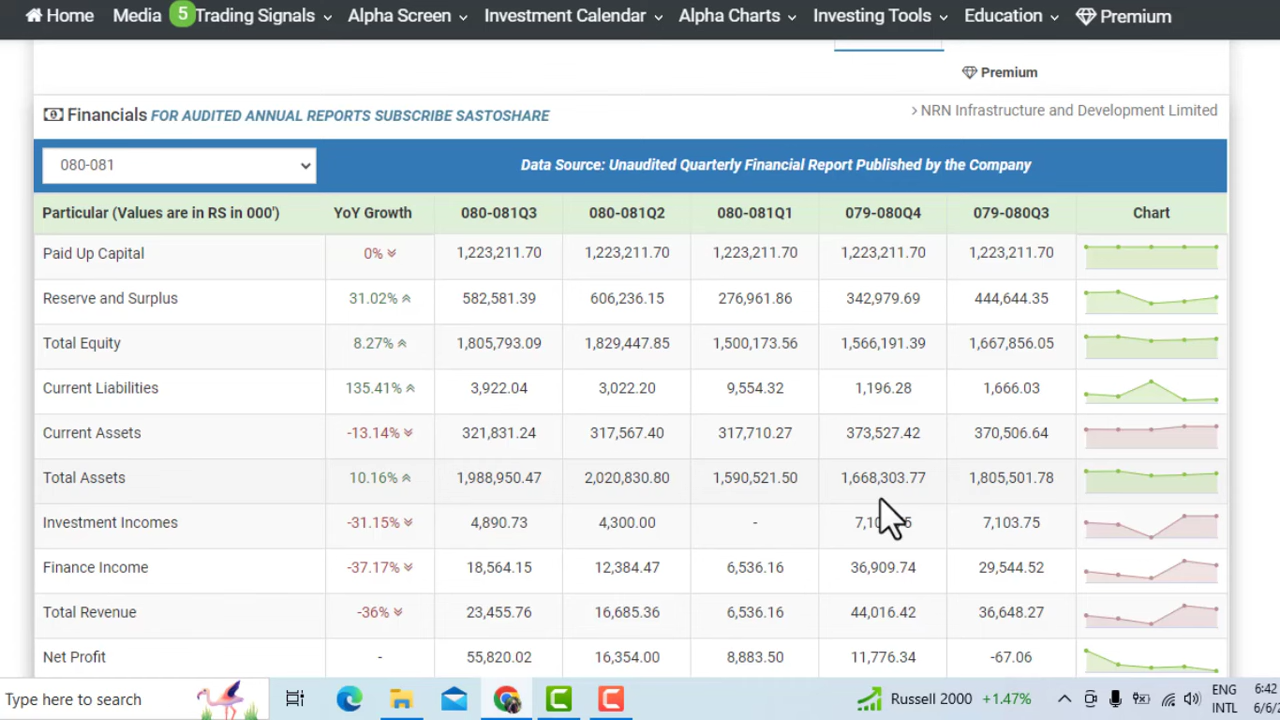 Home Media 5 Trading Signals Alpha Screen Investment Calendar Alpha Charts Investing Tools Education Premium
Premium
Financials FOR AUDITED ANNUAL REPORTS SUBSCRIBE SASTOSHARE
NRN Infrastructure and Development Limited
080-081
Data Source: Unaudited Quarterly Financial Report Published by the Company
Particular (Values are in RS in 000') YoY Growth 080-081Q3 080-081Q2 080-081Q1 079-080Q4 079-080Q3 Chart
Paid Up Capital 0% 1,223,211.70 1,223,211.70 1,223,211.70 1,223,211.70 1,223,211.70
Reserve and Surplus 31.02% 582,581.39 606,236.15 276,961.86 342,979.69 444,644.35
Total Equity 8.27% 1,805,793.09 1,829,447.85 1,500,173.56 1,566,191.39 1,667,856.05
Current Liabilities 135.41% 3,922.04 3,022.20 9,554.32 1,196.28 1,666.03
Current Assets -13.14% 321,831.24 317,567.40 317,710.27 373,527.42 370,506.64
Total Assets 10.16% 1,988,950.47 2,020,830.80 1,590,521.50 1,668,303.77 1,805,501.78
Investment Incomes -31.15% 4,890.73 4,300.00 - 7,103.75
Finance Income -37.17% 18,564.15 12,384.47 6,536.16 36,909.74 29,544.52
Total Revenue -36% 23,455.76 16,685.36 6,536.16 44,016.42 36,648.27
Net Profit - 55,820.02 16,354.00 8,883.50 11,776.34 -67.06
Type here to search
Russell 2000 +1.47%
ENG 6:42
INTL 6/6/2